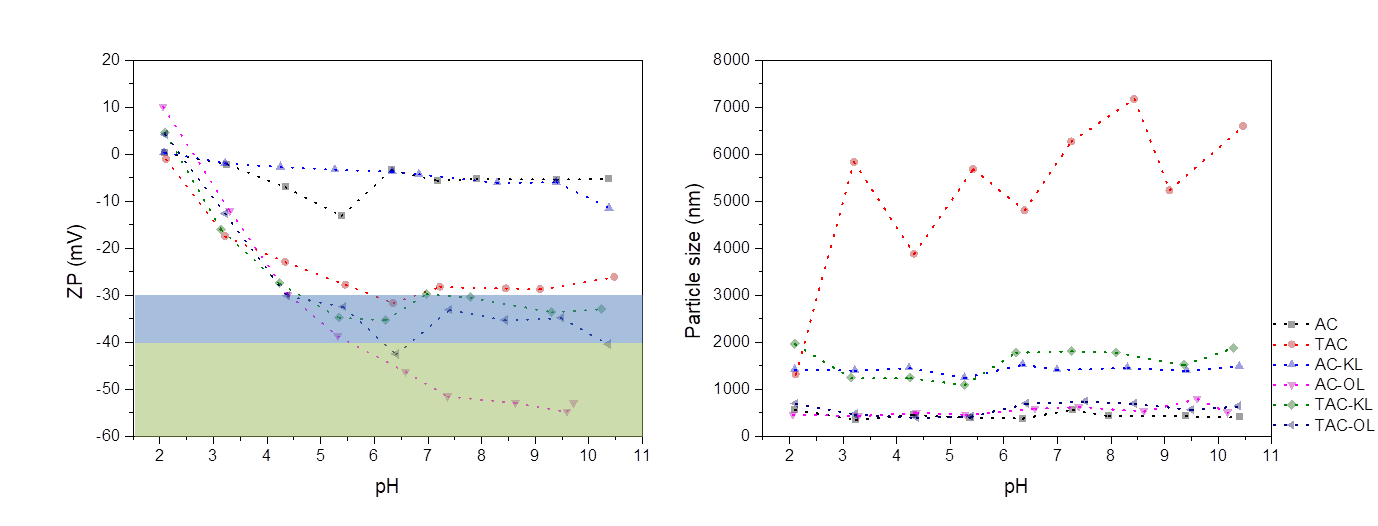 20
10
0
-10
-20
-30
-40
-50
-60
ZP (mV)
2 3 4 5 6 7 8 9 10 11
pH
8000
7000
6000
5000
4000
3000
2000
1000
0
Particle size (nm)
2 3 4 5 6 7 8 9 10 11
pH
AC
TAC
AC-KL
AC-OL
TAC-KL
TAC-OL